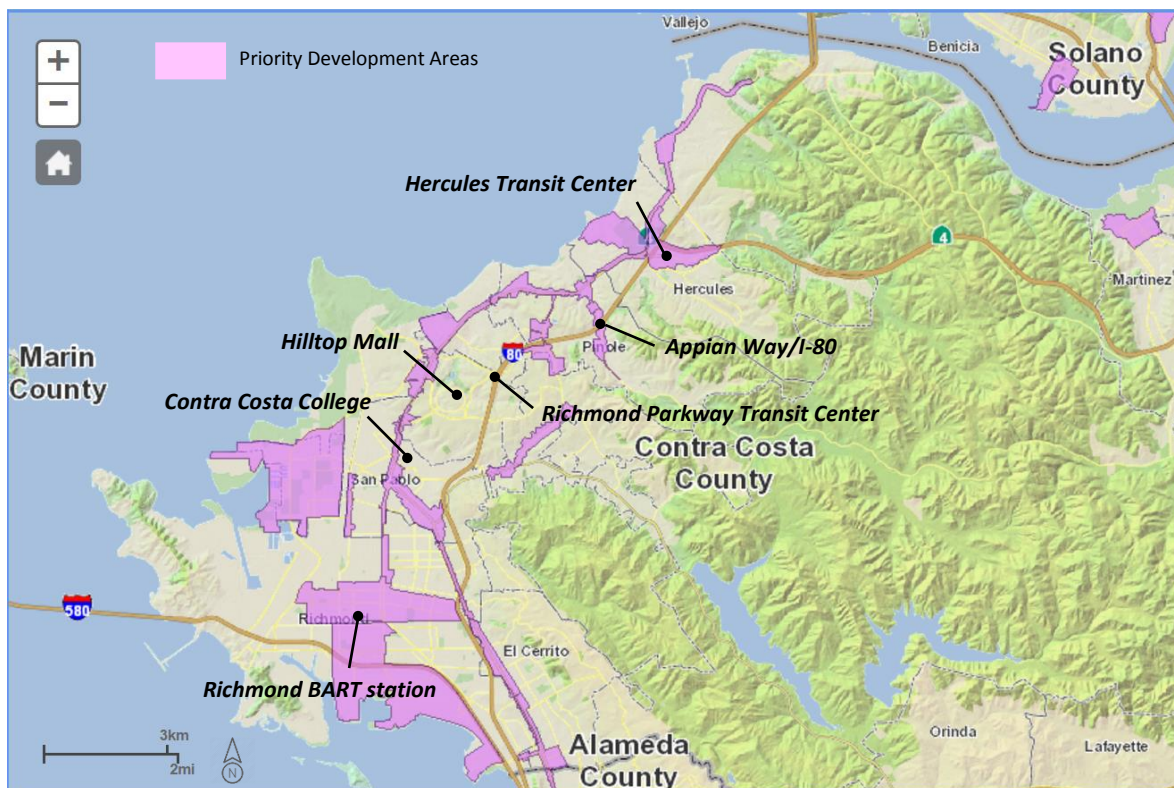 Vallejo
Benicia
Solano
County
+
−
Priority Development Areas
Hercules Transit Center
4
Hercules
Martinez
Marin
County
Hilltop Mall
80
Pinole
Appian Way/I-80
Contra Costa College
Richmond Parkway Transit Center
Contra Costa
County
San Pablo
580
Richmond
El Cerrito
Richmond BART station
Orinda
Lafayette
Alameda
County
3km
2mi
N